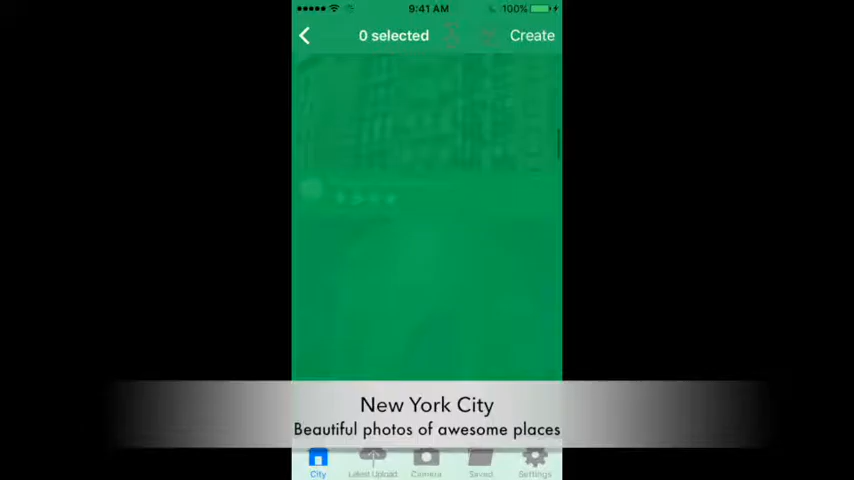 9:41 AM
100%
0 selected
Create
New York City
Beautiful photos of awesome places
City
Latest Upload
Camera
Saved
Settings